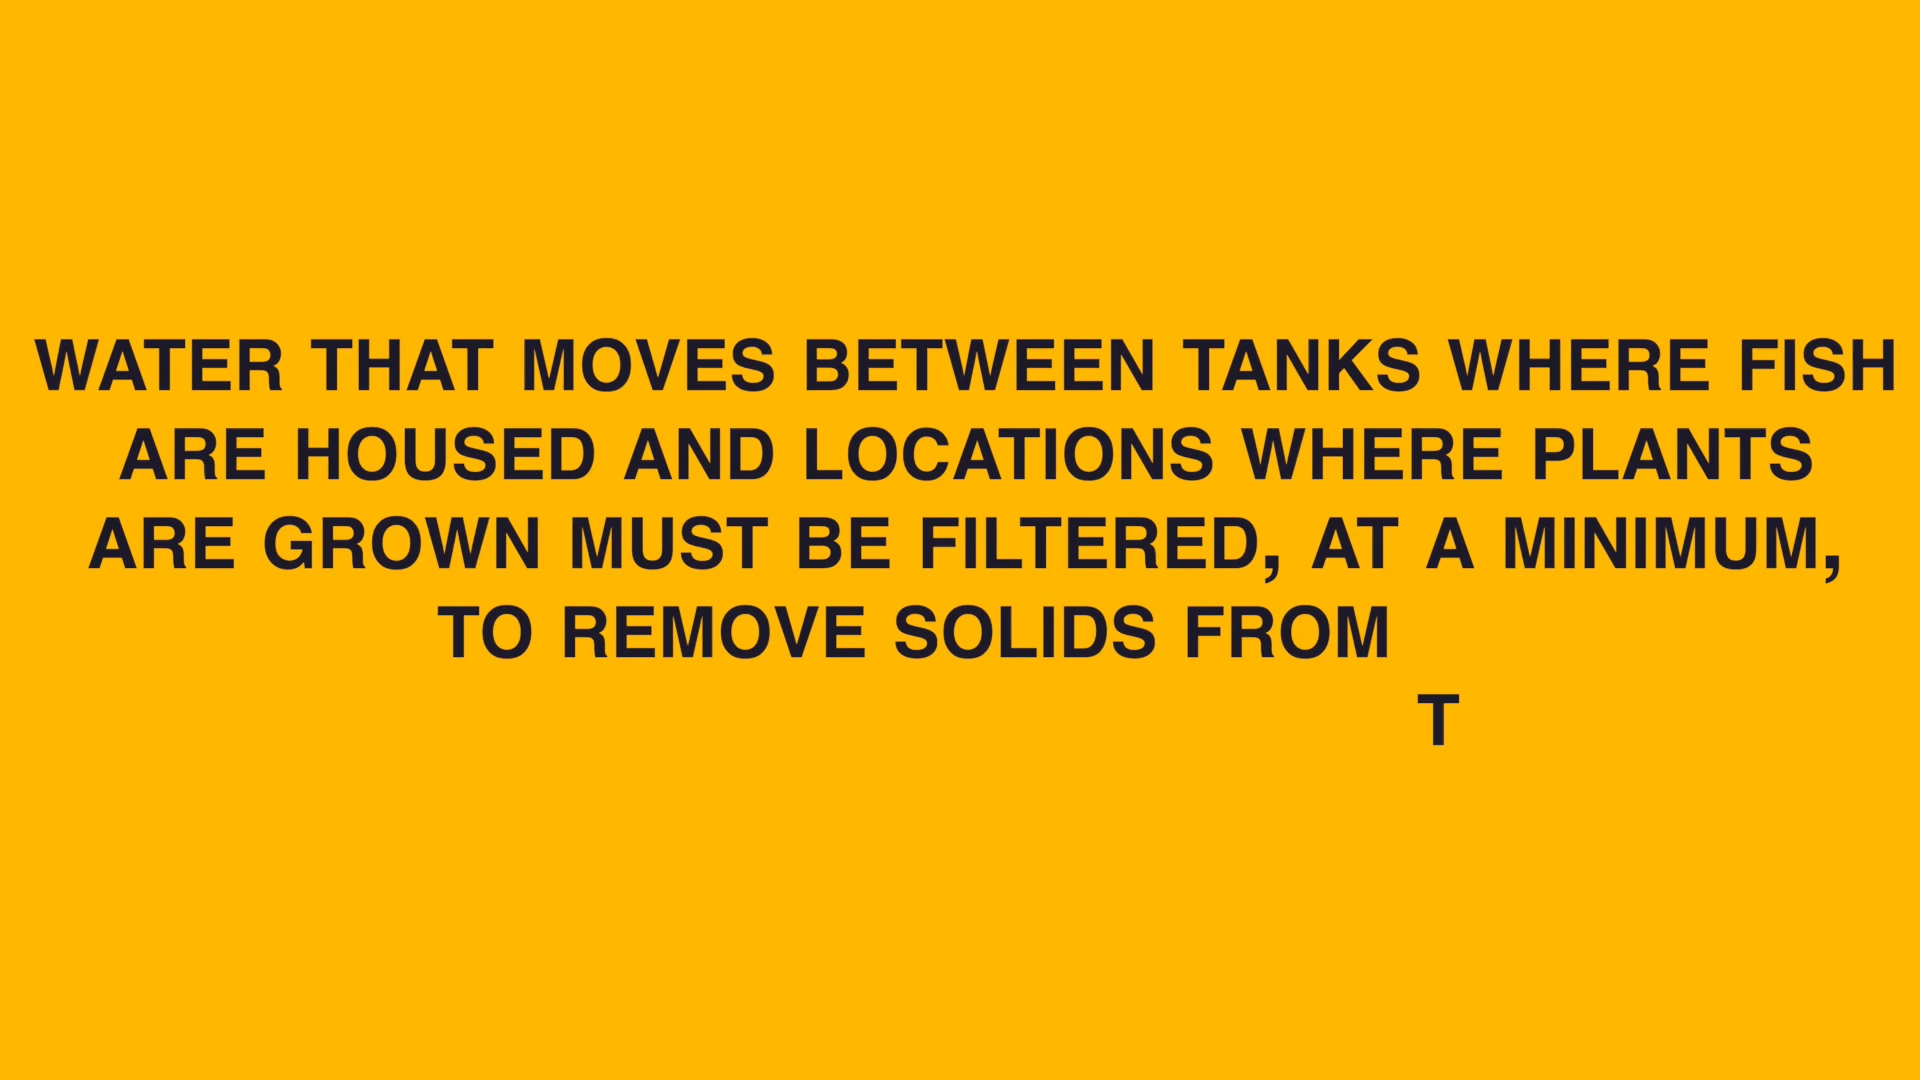 WATER THAT MOVES BETWEEN TANKS WHERE FISH
ARE HOUSED AND LOCATIONS WHERE PLANTS
ARE GROWN MUST BE FILTERED, AT A MINIMUM,
TO REMOVE SOLIDS FROM
T